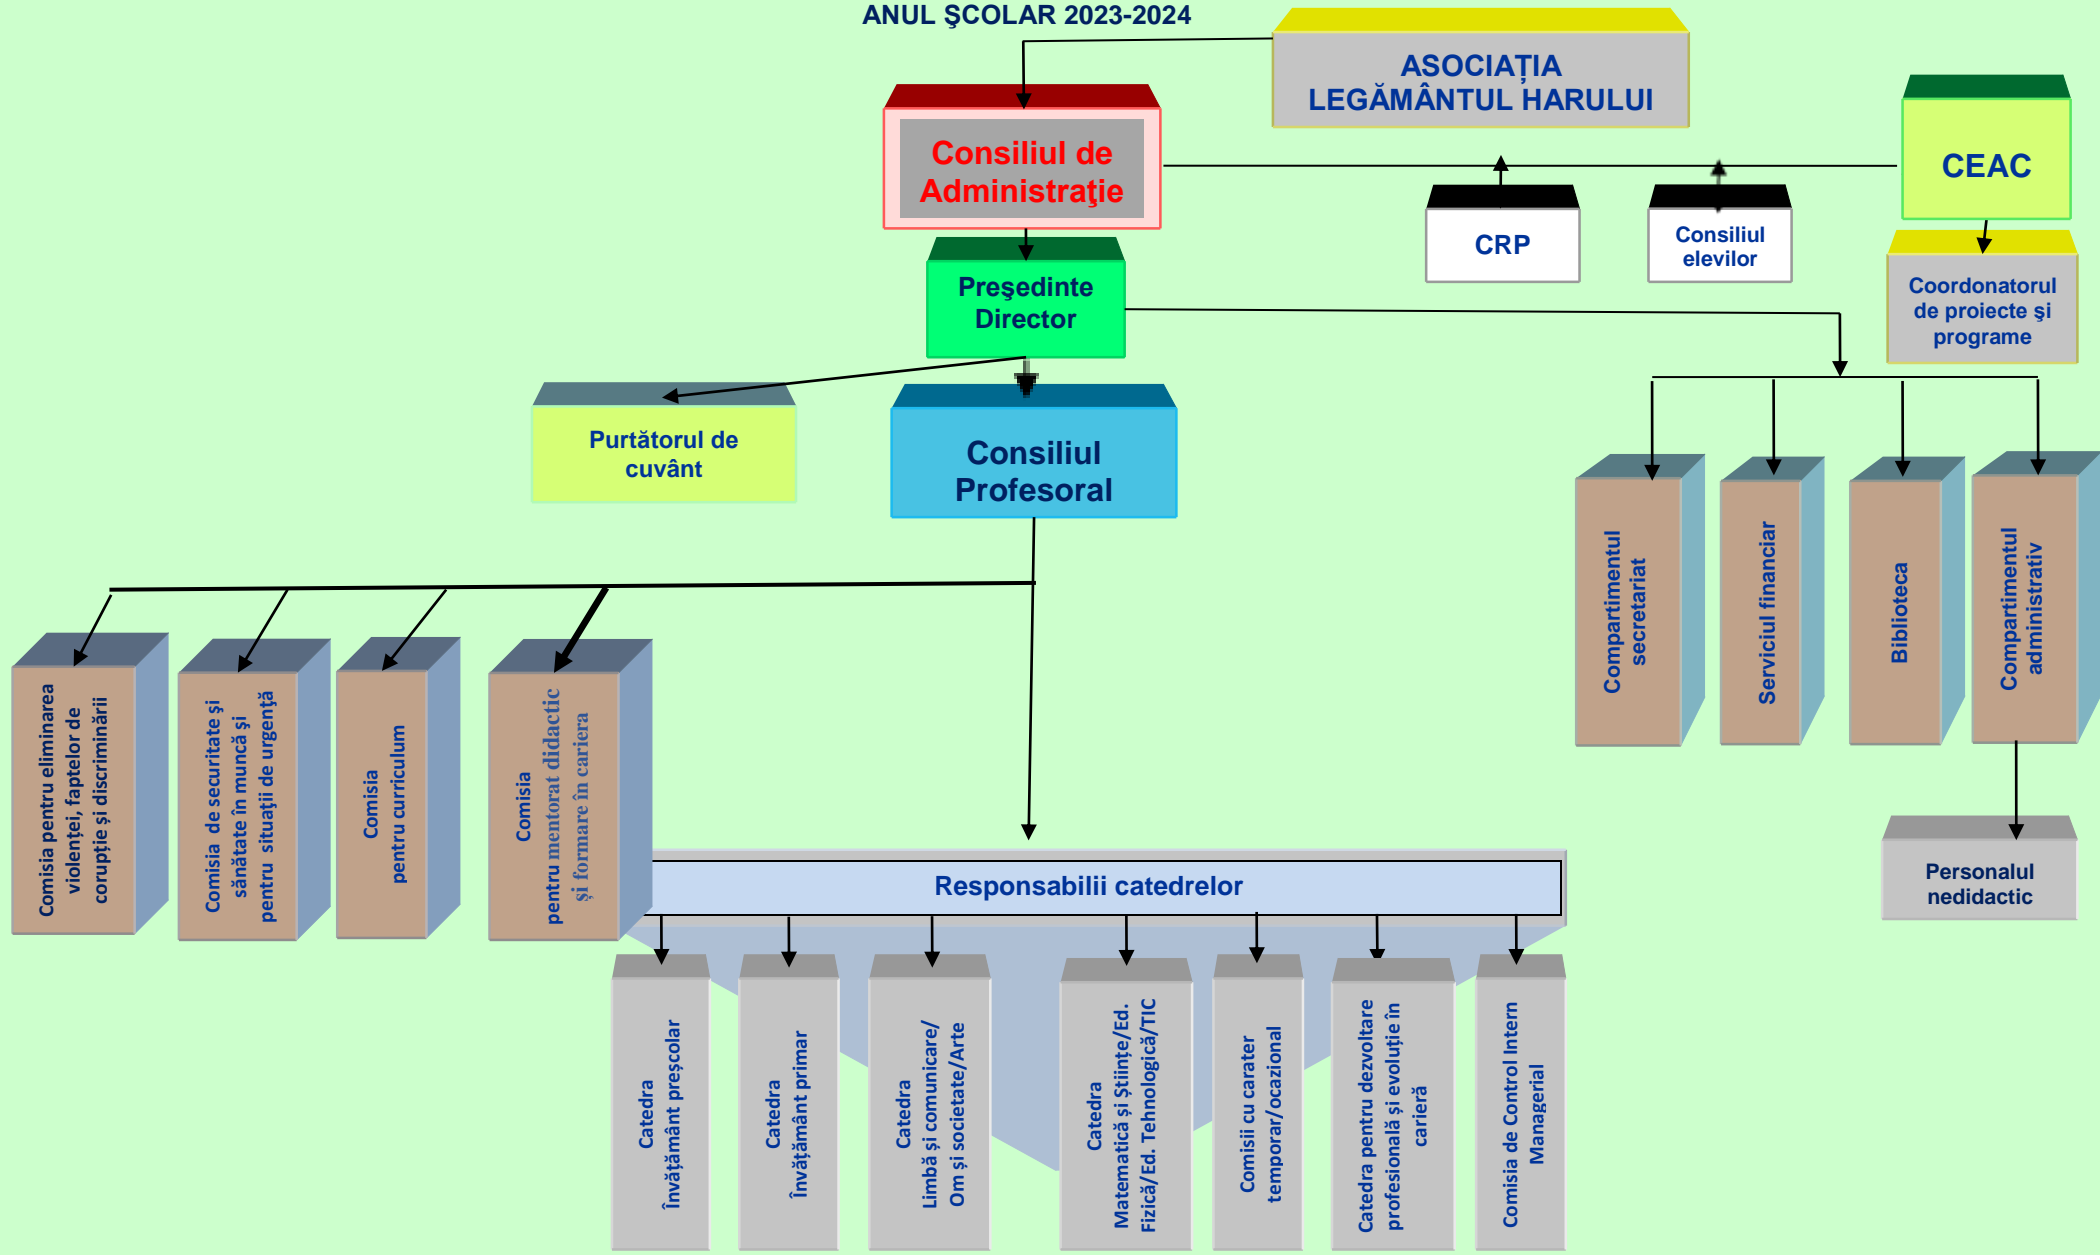 ANUL ŞCOLAR 2023-2024
ASOCIAȚIA
LEGĂMÂNTUL HARULUI
Consiliul de
Administraţie
CEAC
CRP
Consiliul
elevilor
Preşedinte
Director
Coordonatorul
de proiecte şi
programe
Purtătorul de
cuvânt
Consiliul
Profesoral
Compartimentul
secretariat
Serviciul financiar
Biblioteca
Compartimentul
administrativ
Comisia pentru eliminarea
violenței, faptelor de
corupție și discriminării
Comisia de securitate şi
sănătate în muncă şi
pentru situaţii de urgenţă
Comisia
pentru curriculum
Comisia
pentru mentorat didactic
și formare în cariera
Responsabilii catedrelor
Personalul
nedidactic
Catedra
Învățământ preșcolar
Catedra
Învățământ primar
Catedra
Limbă și comunicare/
Om și societate/Arte
Catedra
Matematică și Științe/Ed.
Fizică/Ed. Tehnologică/TIC
Comisii cu carater
temporar/ocazional
Catedra pentru dezvoltare
profesională și evoluție în
carieră
Comisia de Control Intern
Managerial